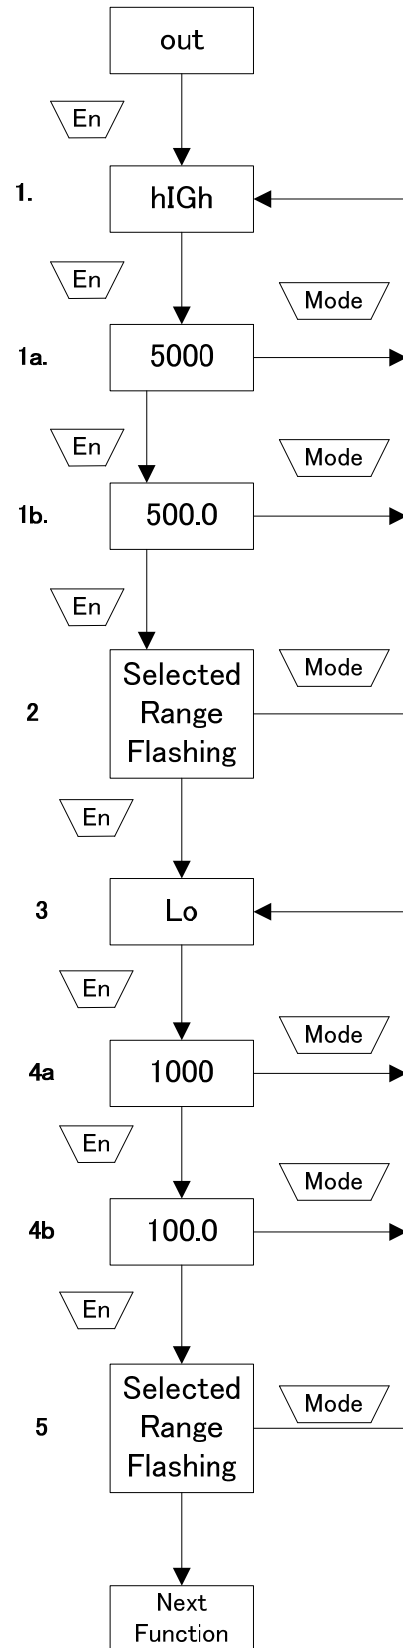 out
En
1.
hIGh
En
Mode
1a.
5000
En
Mode
1b.
500.0
En
Mode
2
Selected
Range
Flashing
En
3
Lo
En
Mode
4a
1000
En
Mode
4b
100.0
En
Mode
5
Selected
Range
Flashing
Next
Function